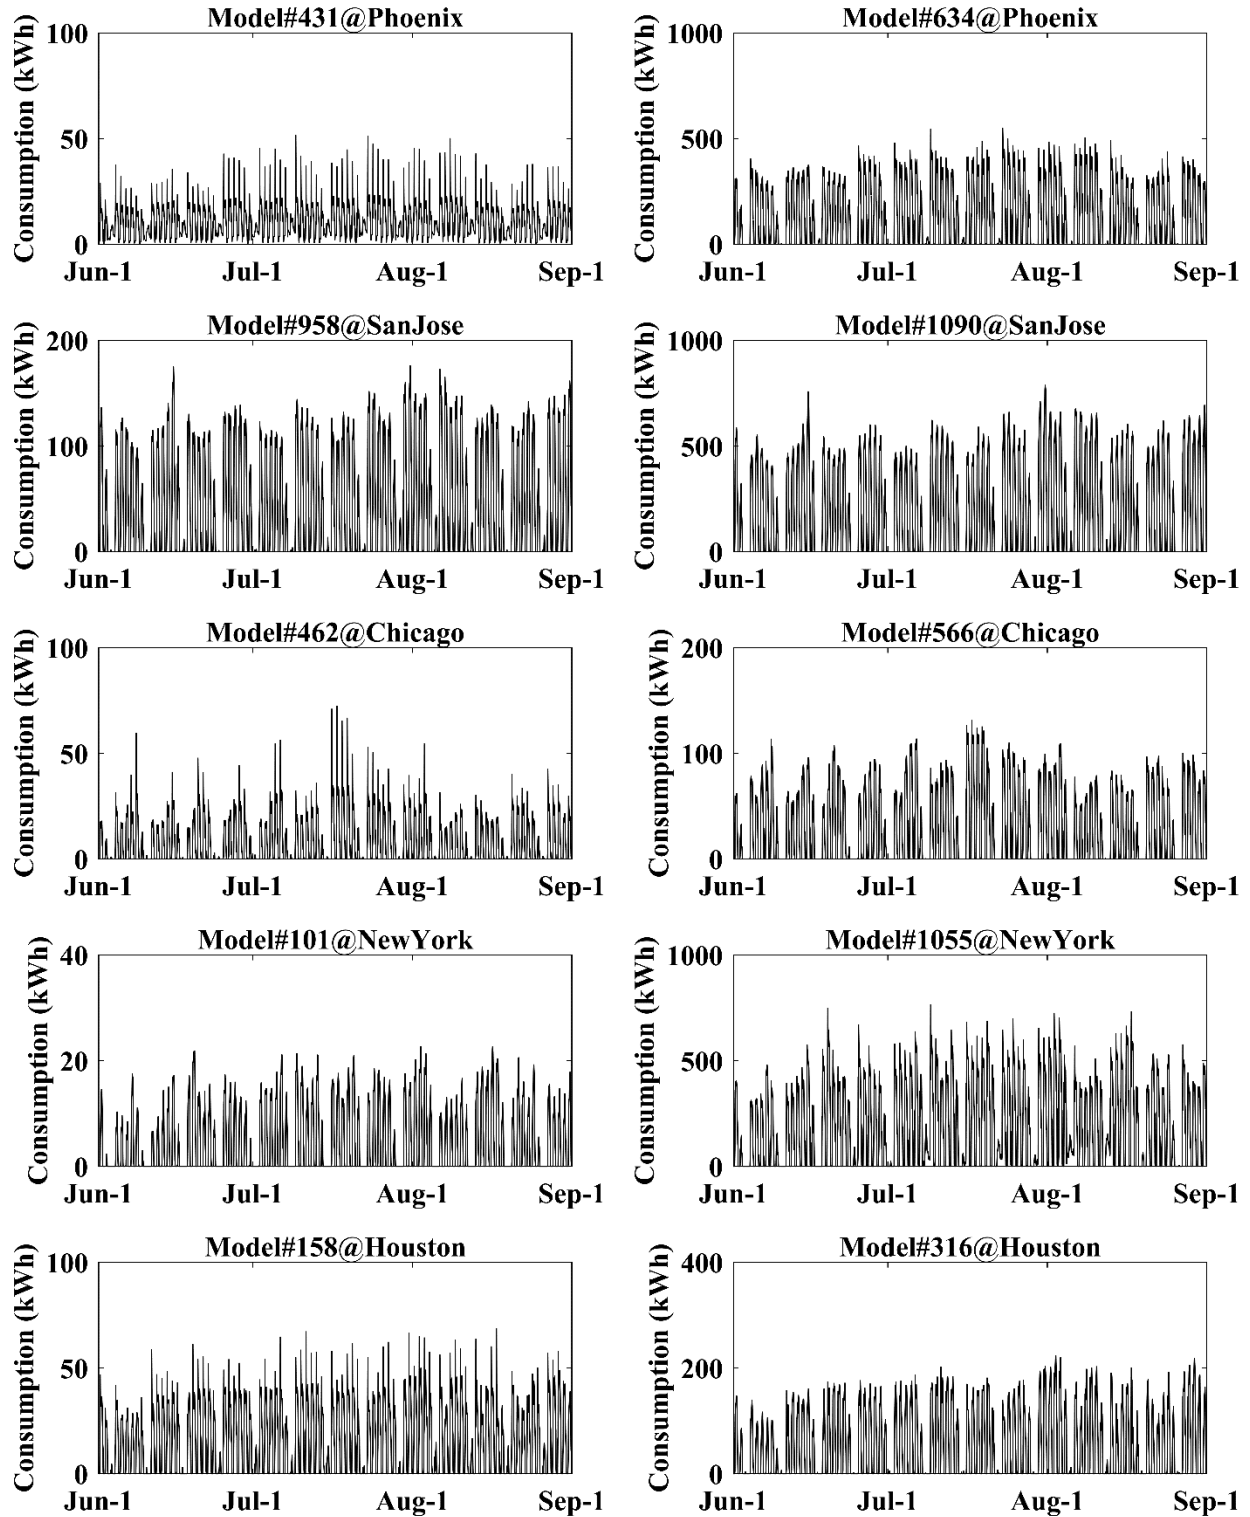 Model#431@Phoenix
Consumption (kWh)
100
50
0
Jun-1 Jul-1 Aug-1 Sep-1
Model#634@Phoenix
Consumption (kWh)
1000
500
0
Jun-1 Jul-1 Aug-1 Sep-1
Model#958@SanJose
Consumption (kWh)
200
100
0
Jun-1 Jul-1 Aug-1 Sep-1
Model#1090@SanJose
Consumption (kWh)
1000
500
0
Jun-1 Jul-1 Aug-1 Sep-1
Model#462@Chicago
Consumption (kWh)
100
50
0
Jun-1 Jul-1 Aug-1 Sep-1
Model#566@Chicago
Consumption (kWh)
200
100
0
Jun-1 Jul-1 Aug-1 Sep-1
Model#101@NewYork
Consumption (kWh)
40
20
0
Jun-1 Jul-1 Aug-1 Sep-1
Model#1055@NewYork
Consumption (kWh)
1000
500
0
Jun-1 Jul-1 Aug-1 Sep-1
Model#158@Houston
Consumption (kWh)
100
50
0
Jun-1 Jul-1 Aug-1 Sep-1
Model#316@Houston
Consumption (kWh)
400
200
0
Jun-1 Jul-1 Aug-1 Sep-1